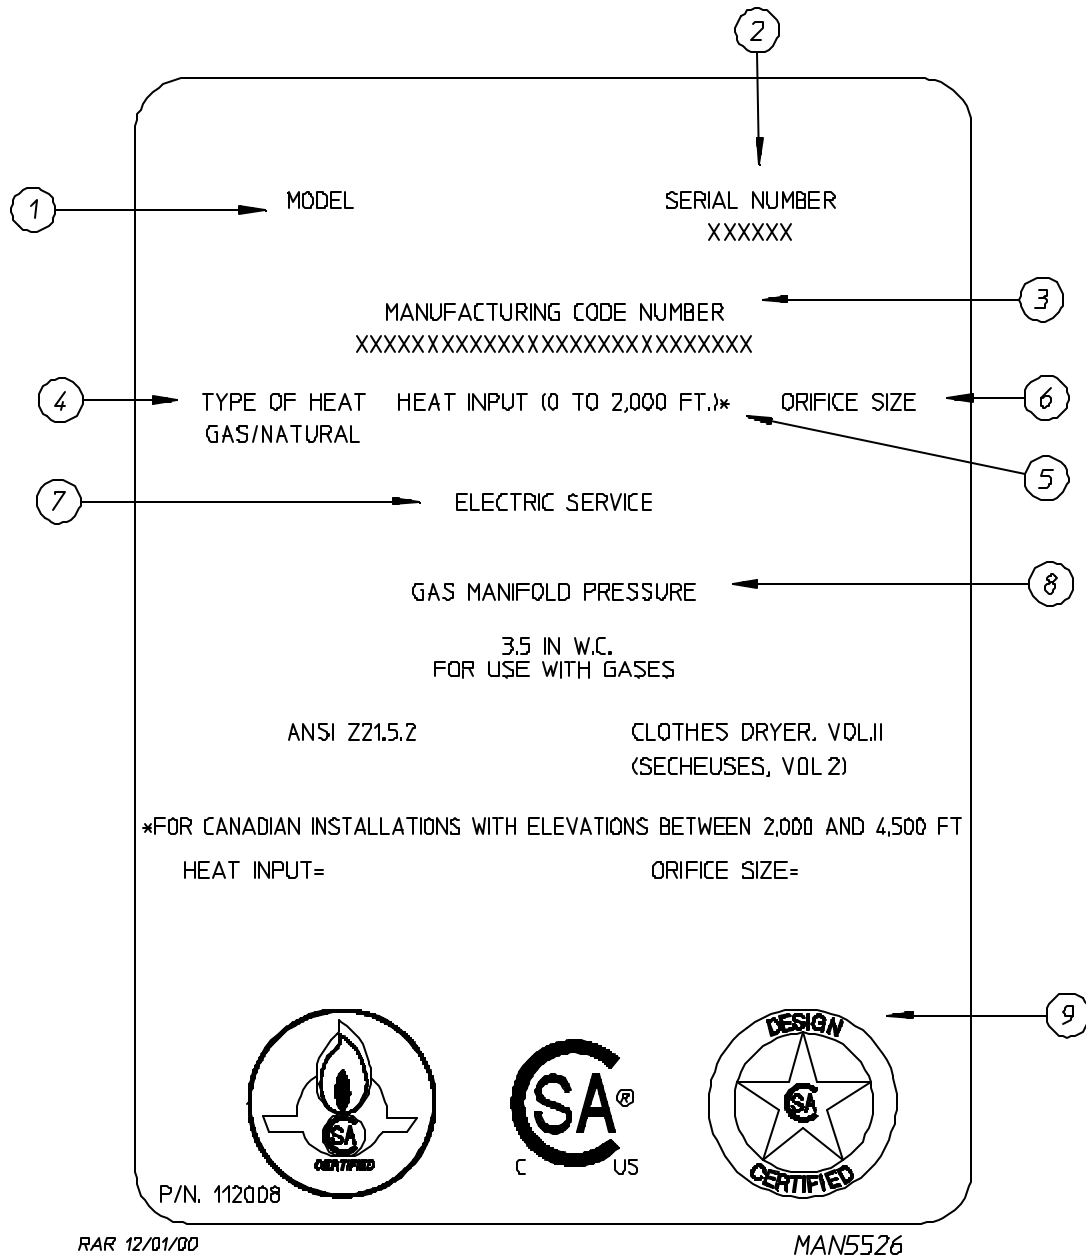 2
1
MODEL
SERIAL NUMBER
XXXXXX
3
MANUFACTURING CODE NUMBER
XXXXXXXXXXXXXXXXXXXXXXXXXXXX
4
TYPE OF HEAT HEAT INPUT (0 TO 2,000 FT.)* ORIFICE SIZE
6
GAS/NATURAL
5
7
ELECTRIC SERVICE
GAS MANIFOLD PRESSURE
8
3.5 IN W.C.
FOR USE WITH GASES
ANSI Z21.5.2
CLOTHES DRYER, VOL.II
(SECHEUSES, VOL 2)
*FOR CANADIAN INSTALLATIONS WITH ELEVATIONS BETWEEN 2,000 AND 4,500 FT
HEAT INPUT=
ORIFICE SIZE=
9
SA
CERTIFIED
CSA®
C US
DESIGN
CSA
CERTIFIED
P/N. 112008
RAR 12/01/00
MAN5526